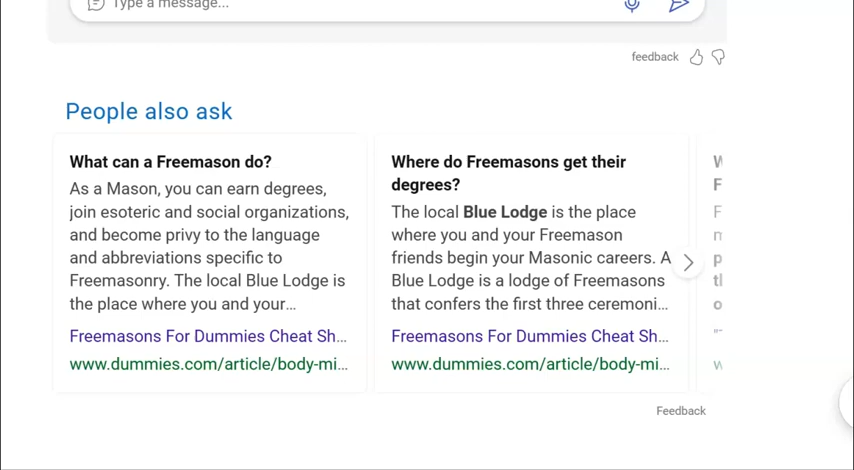 Type a message...
feedback
People also ask
What can a Freemason do?
As a Mason, you can earn degrees,
join esoteric and social organizations,
and become privy to the language
and abbreviations specific to
Freemasonry. The local Blue Lodge is
the place where you and your...
Freemasons For Dummies Cheat Sh...
www.dummies.com/article/body-mi...
Where do Freemasons get their
degrees?
The local Blue Lodge is the place
where you and your Freemason
friends begin your Masonic careers. A
Blue Lodge is a lodge of Freemasons
that confers the first three ceremoni...
Freemasons For Dummies Cheat Sh...
www.dummies.com/article/body-mi...
Feedback